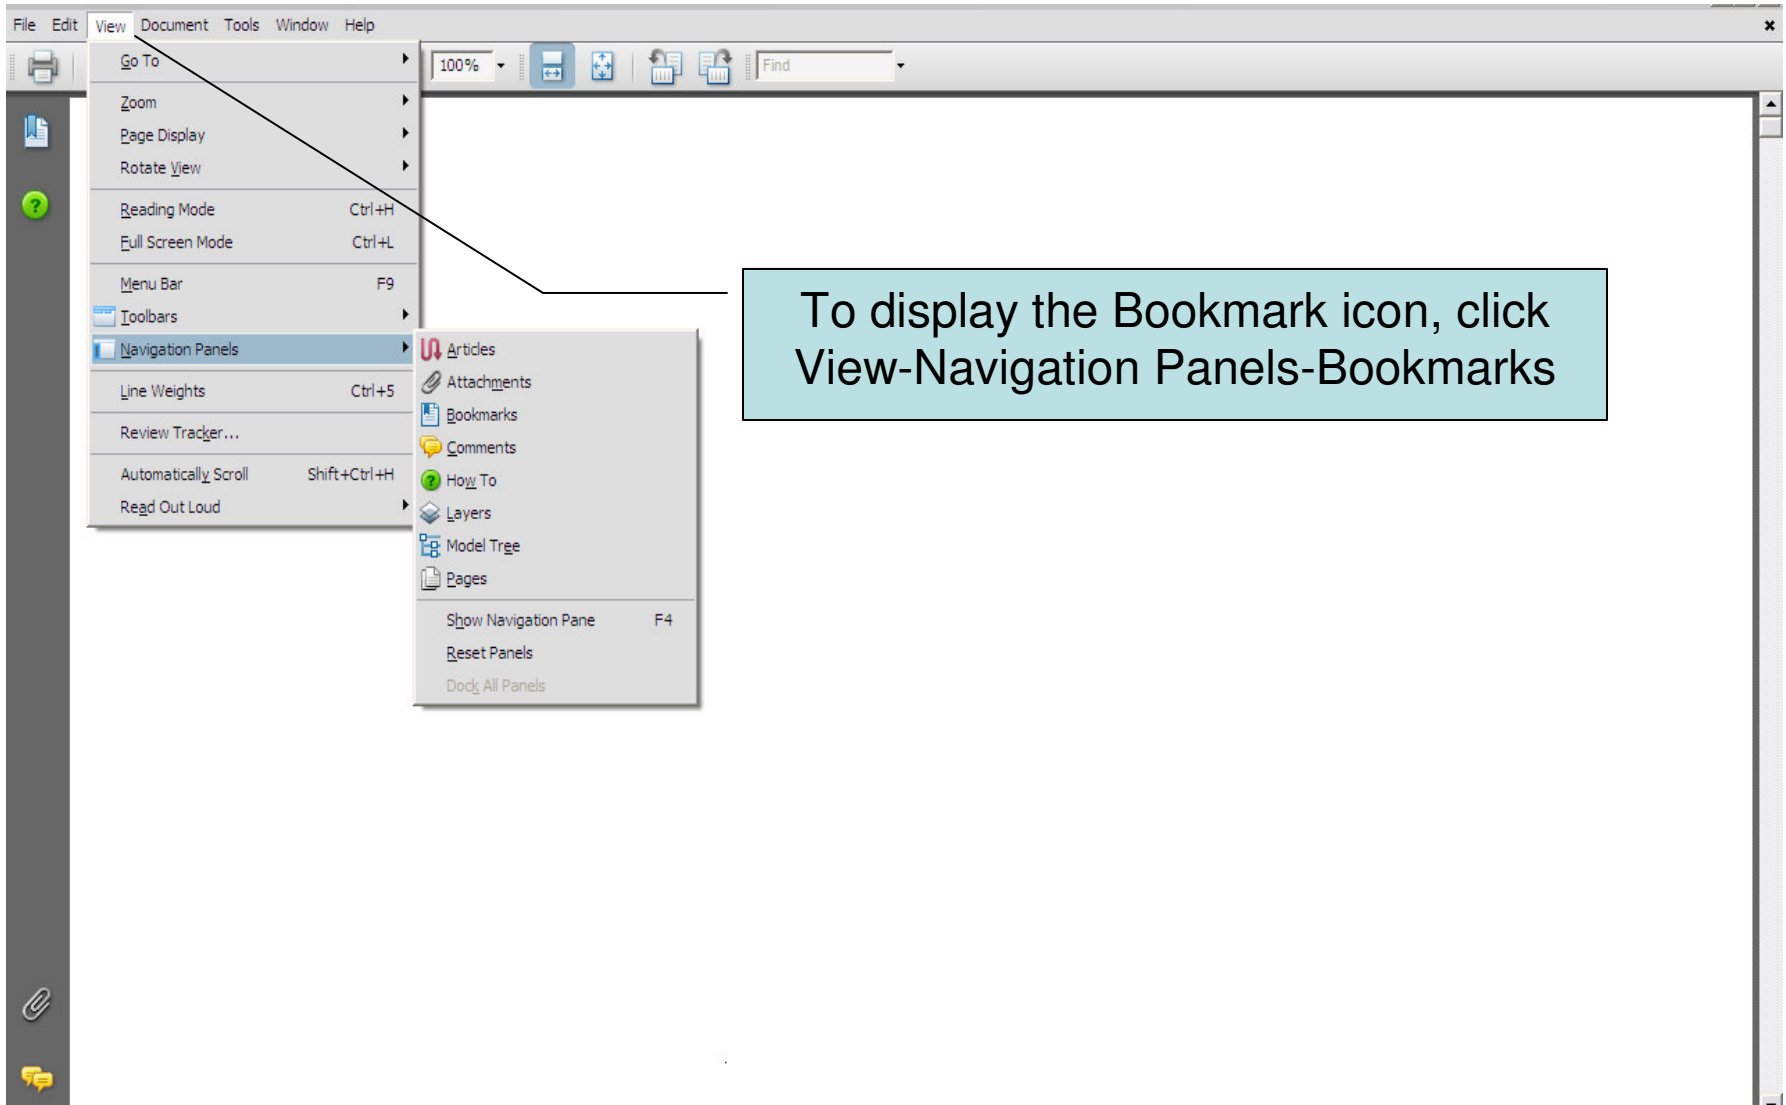 File Edit View Document Tools Window Help
100% Find
Go To
Zoom
Page Display
Rotate View
Reading Mode Ctrl+H
Full Screen Mode Ctrl+L
Menu Bar F9
Toolbars
Navigation Panels
Line Weights Ctrl+5
Review Tracker...
Automatically Scroll Shift+Ctrl+H
Read Out Loud
Articles
Attachments
Bookmarks
Comments
How To
Layers
Model Tree
Pages
Show Navigation Pane F4
Reset Panels
Dock All Panels
To display the Bookmark icon, click
View-Navigation Panels-Bookmarks